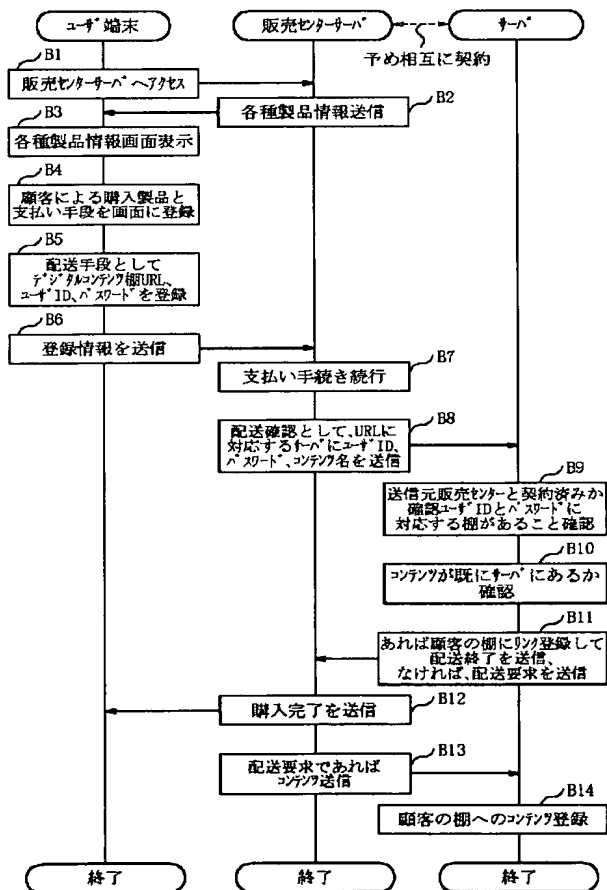 ユーザ端末
販売センターサーバ
サーバ
予め相互に契約
B1
販売センターサーバへアクセス
B2
各種製品情報送信
B3
各種製品情報画面表示
B4
顧客による購入製品と
支払い手段を画面に登録
B5
配送手段として
デジタルコンテンツ棚URL、
ユーザID、パスワードを登録
B6
登録情報を送信
B7
支払い手続き続行
B8
配送確認として、URLに
対応するサーバにユーザID、
パスワード、コンテンツ名を送信
B9
送信元販売センターと契約済みか
確認ユーザIDとパスワードに
対応する棚があること確認
B10
コンテンツが既にサーバにあるか
確認
B11
あれば顧客の棚にリンク登録して
配送終了を送信、
なければ、配送要求を送信
B12
購入完了を送信
B13
配送要求であれば
コンテンツ送信
B14
顧客の棚へのコンテンツ登録
終了
終了
終了